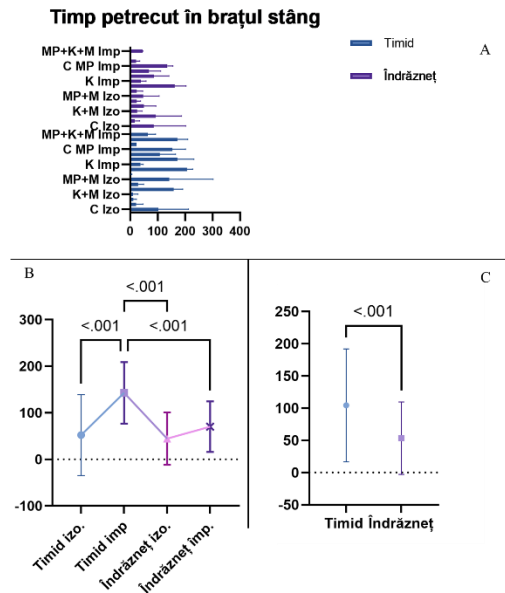 Timp petrecut în brațul stâng
A
Timid
Îndrăzneț
MP+K+M Imp
C MP Imp
K Imp
MP+M Izo
K+M Izo
C Izo
MP+K+M Imp
C MP Imp
K Imp
MP+M Izo
K+M Izo
C Izo
0 100 200 300 400
B
<.001
<.001 <.001
300
200
100
0
-100
Timid izo.
Timid imp
Îndrăzneț izo.
Îndrăzneț împ.
C
<.001
250
200
150
100
50
0
-50
Timid Îndrăzneț